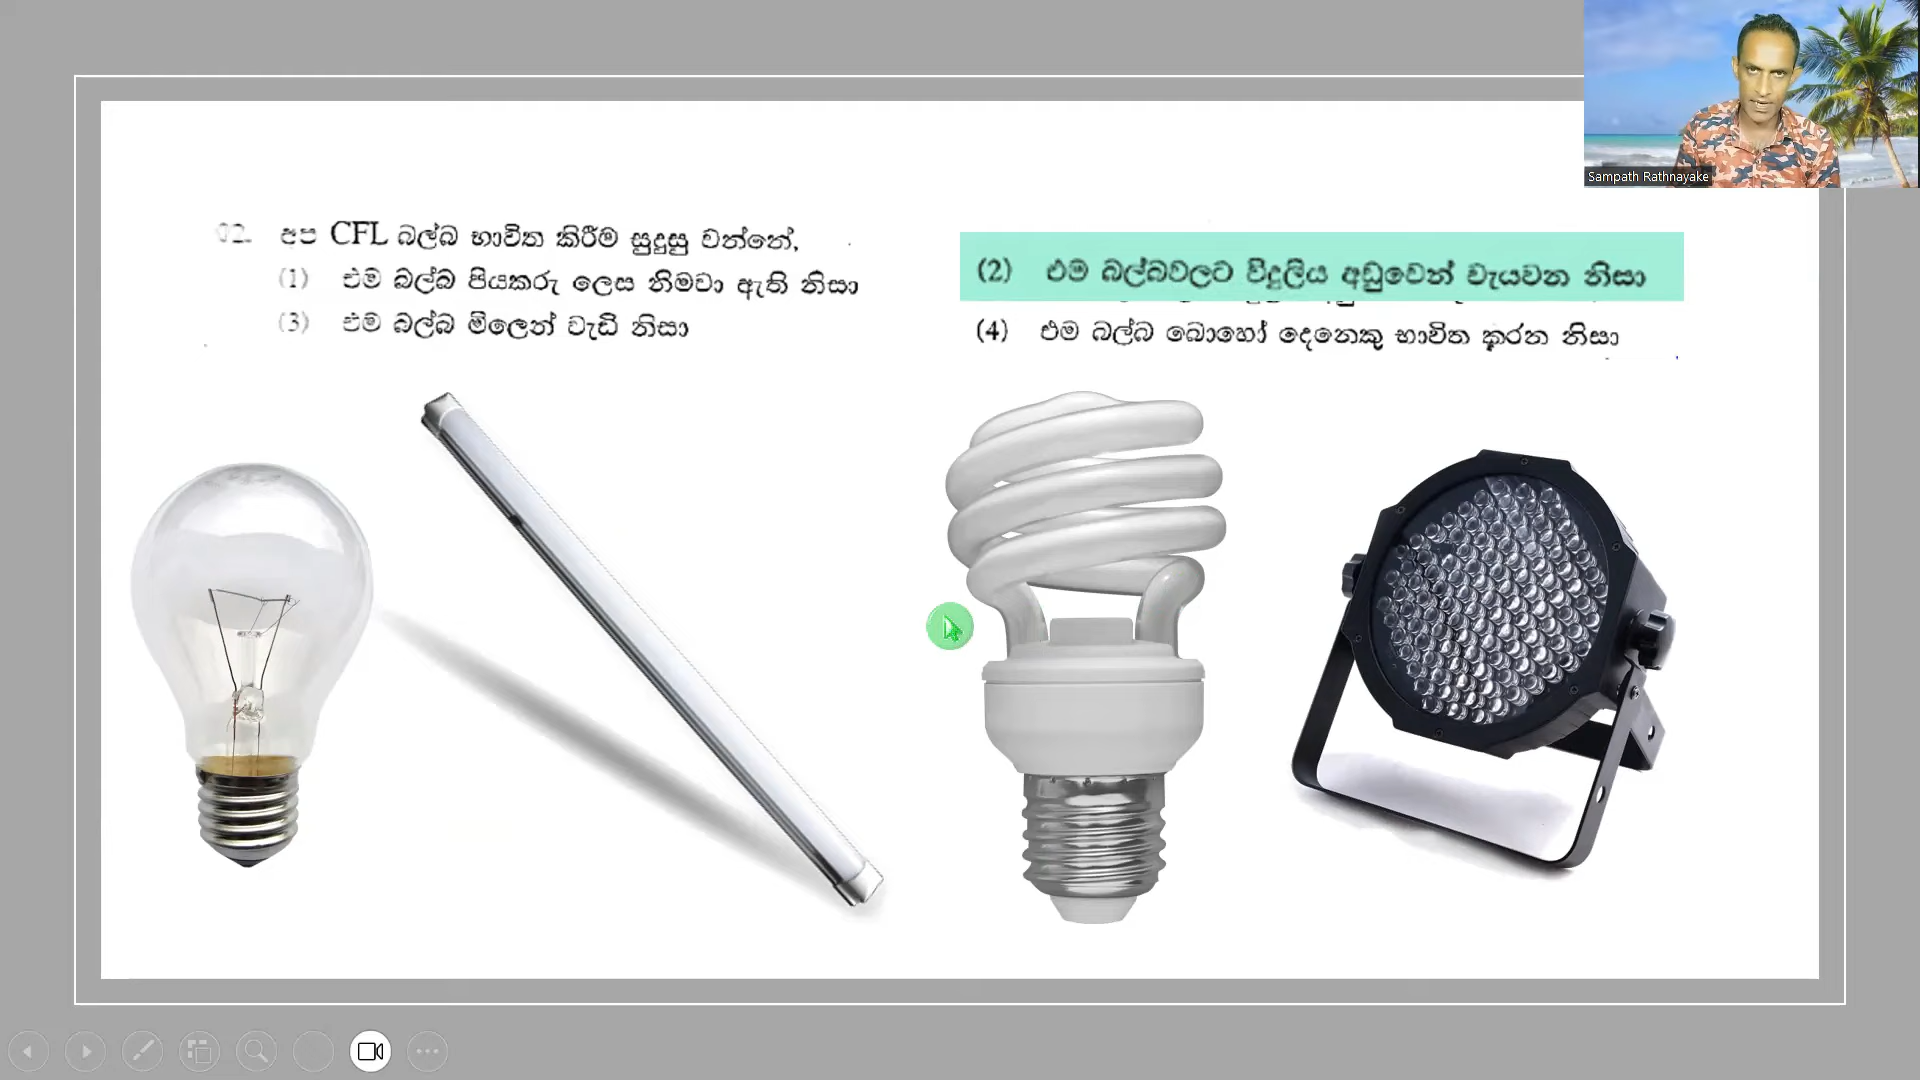 Sampath Rathnayake
02. අප CFL බල්බ භාවිත කිරීම සුදුසු වන්නේ,
(1) එම බල්බ පියකරු ලෙස නිමවා ඇති නිසා
(2) එම බල්බවලට විදුලිය අඩුවෙන් වැයවන නිසා
(3) එම බල්බ මිලෙන් වැඩි නිසා
(4) එම බල්බ බොහෝ දෙනෙකු භාවිත කරන නිසා